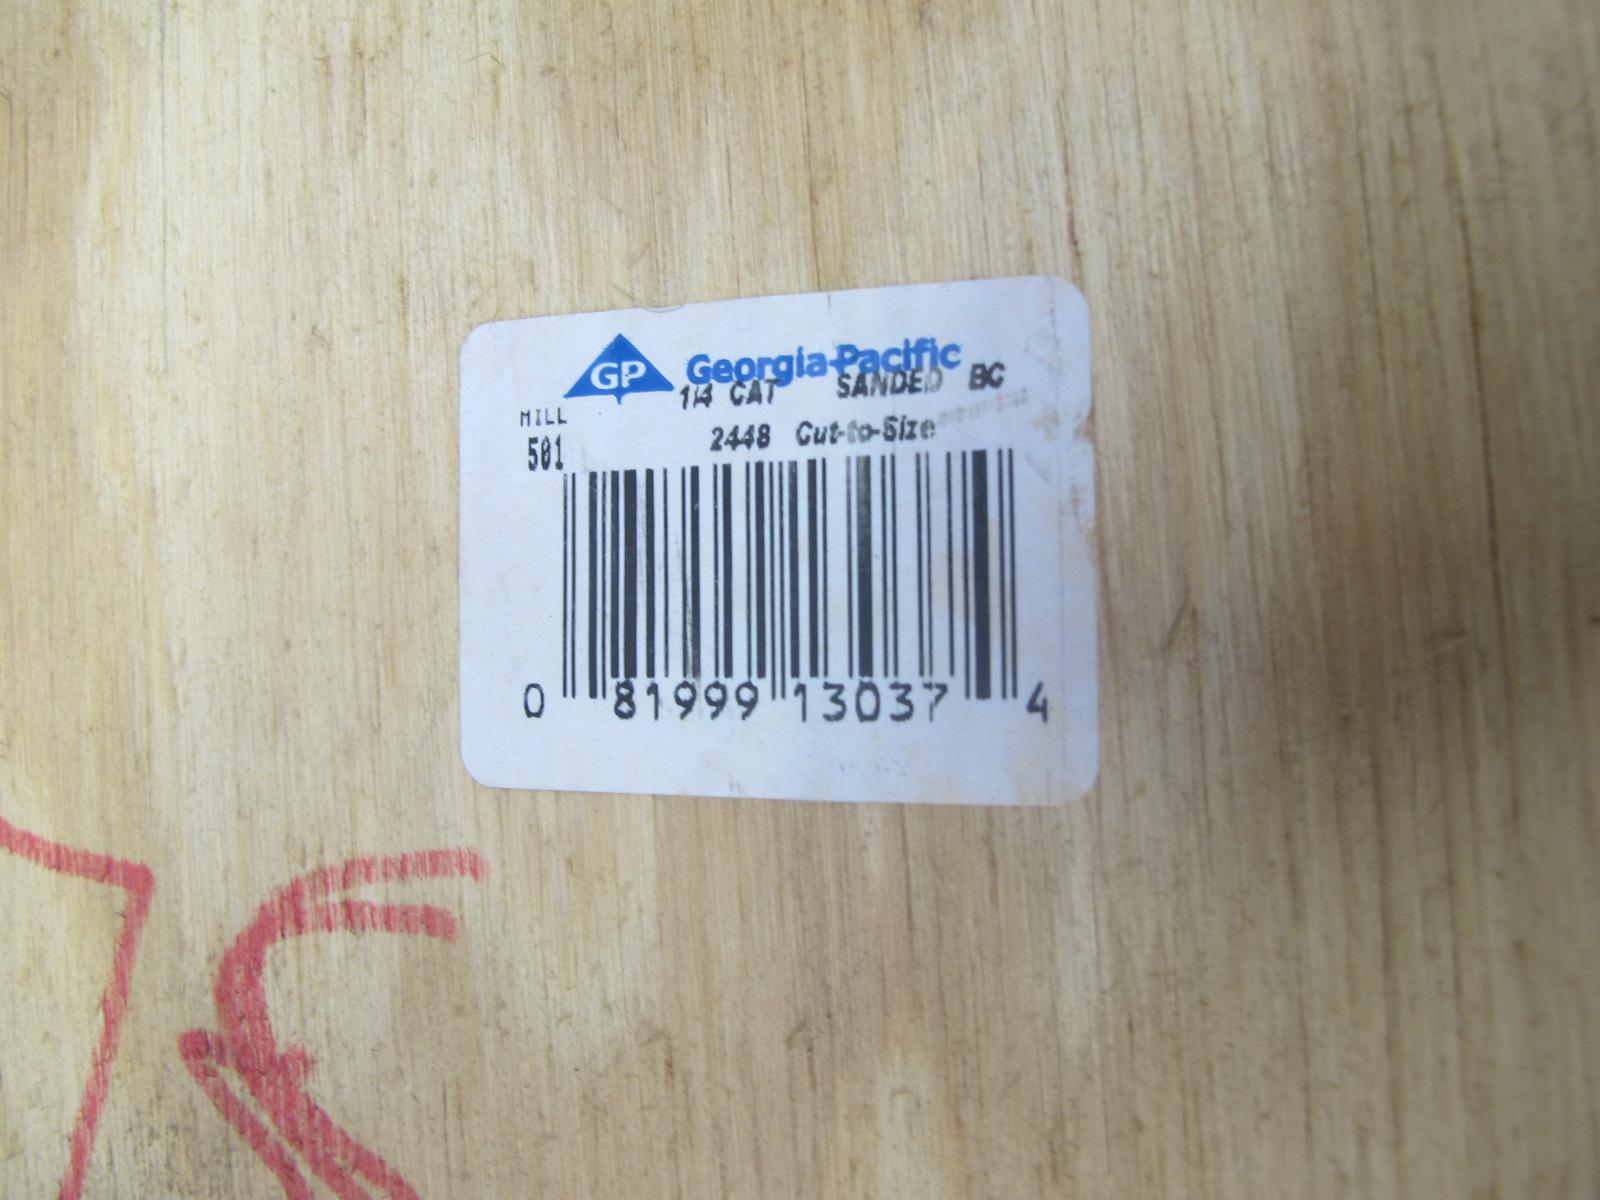 GP Georgia-Pacific
1/4 CAT SANDED BC
MILL
2448 Cut-to-Size
501
0 81999 13037 4